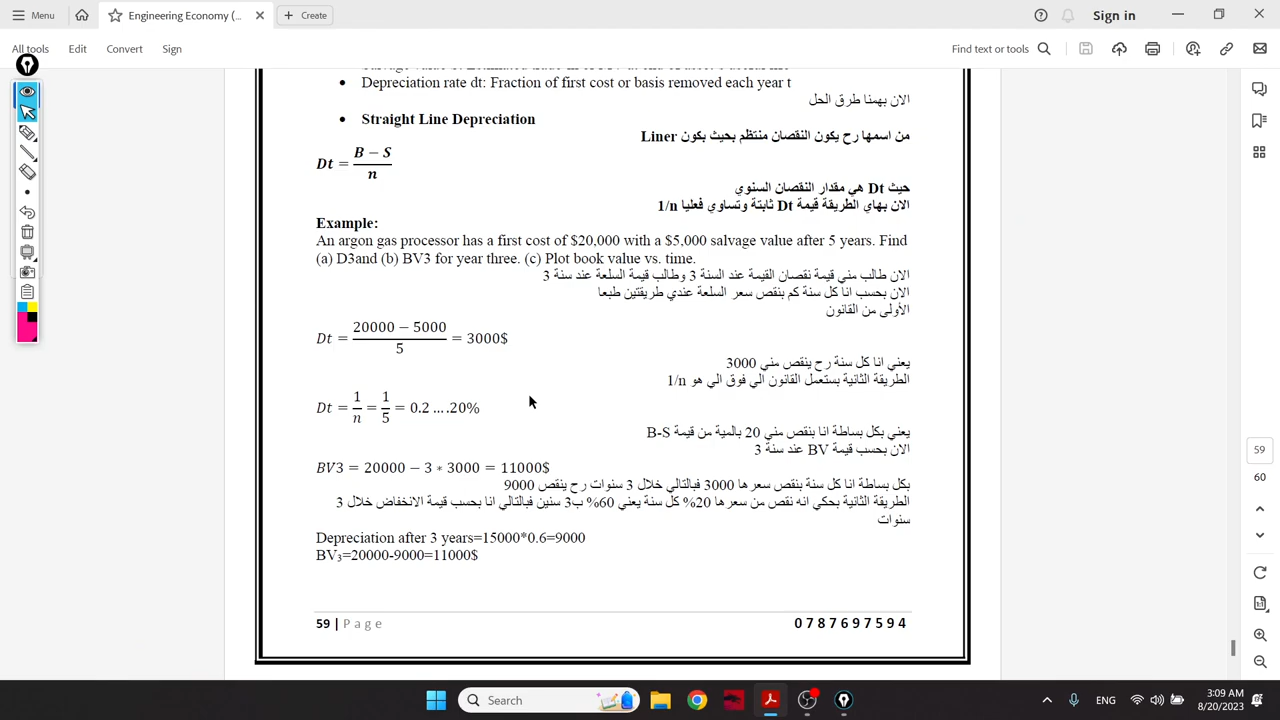 Menu
Engineering Economy (...
Create
Sign in
All tools
Edit
Convert
Sign
Find text or tools
• Depreciation rate dt: Fraction of first cost or basis removed each year t
الان بهمنا طرق الحل
• Straight Line Depreciation
من اسمها رح يكون النقصان منتظم بحيث بكون Liner
Dt = (B − S)/n
حيث Dt هي مقدار النقصان السنوي
الان بهاي الطريقة قيمة Dt ثابتة وتساوي فعليا 1/n
Example:
An argon gas processor has a first cost of $20,000 with a $5,000 salvage value after 5 years. Find
(a) D3and (b) BV3 for year three. (c) Plot book value vs. time.
الان طالب مني قيمة نقصان القيمة عند السنة 3 وطالب قيمة السلعة عند سنة 3
الان بحسب انا كل سنة كم بنقص سعر السلعة عندي طريقتين طبعا
الأولى من القانون
Dt = (20000 − 5000)/5 = 3000$
يعني انا كل سنة رح ينقص مني 3000
الطريقة الثانية بستعمل القانون الي فوق الي هو 1/n
Dt = 1/n = 1/5 = 0.2 ... .20%
يعني بكل بساطة انا بنقص مني 20 بالمية من قيمة B-S
الان بحسب قيمة BV عند سنة 3
BV3 = 20000 − 3 ∗ 3000 = 11000$
بكل بساطة انا كل سنة بنقص سعرها 3000 فبالتالي خلال 3 سنوات رح ينقص 9000
الطريقة الثانية بحكي انه نقص من سعرها 20% كل سنة يعني 60% ب3 سنين فبالتالي انا بحسب قيمة الانخفاض خلال 3
سنوات
Depreciation after 3 years=15000*0.6=9000
BV₃=20000-9000=11000$
59 | Page
0787697594
59
60
Search
ENG
3:09 AM
8/20/2023